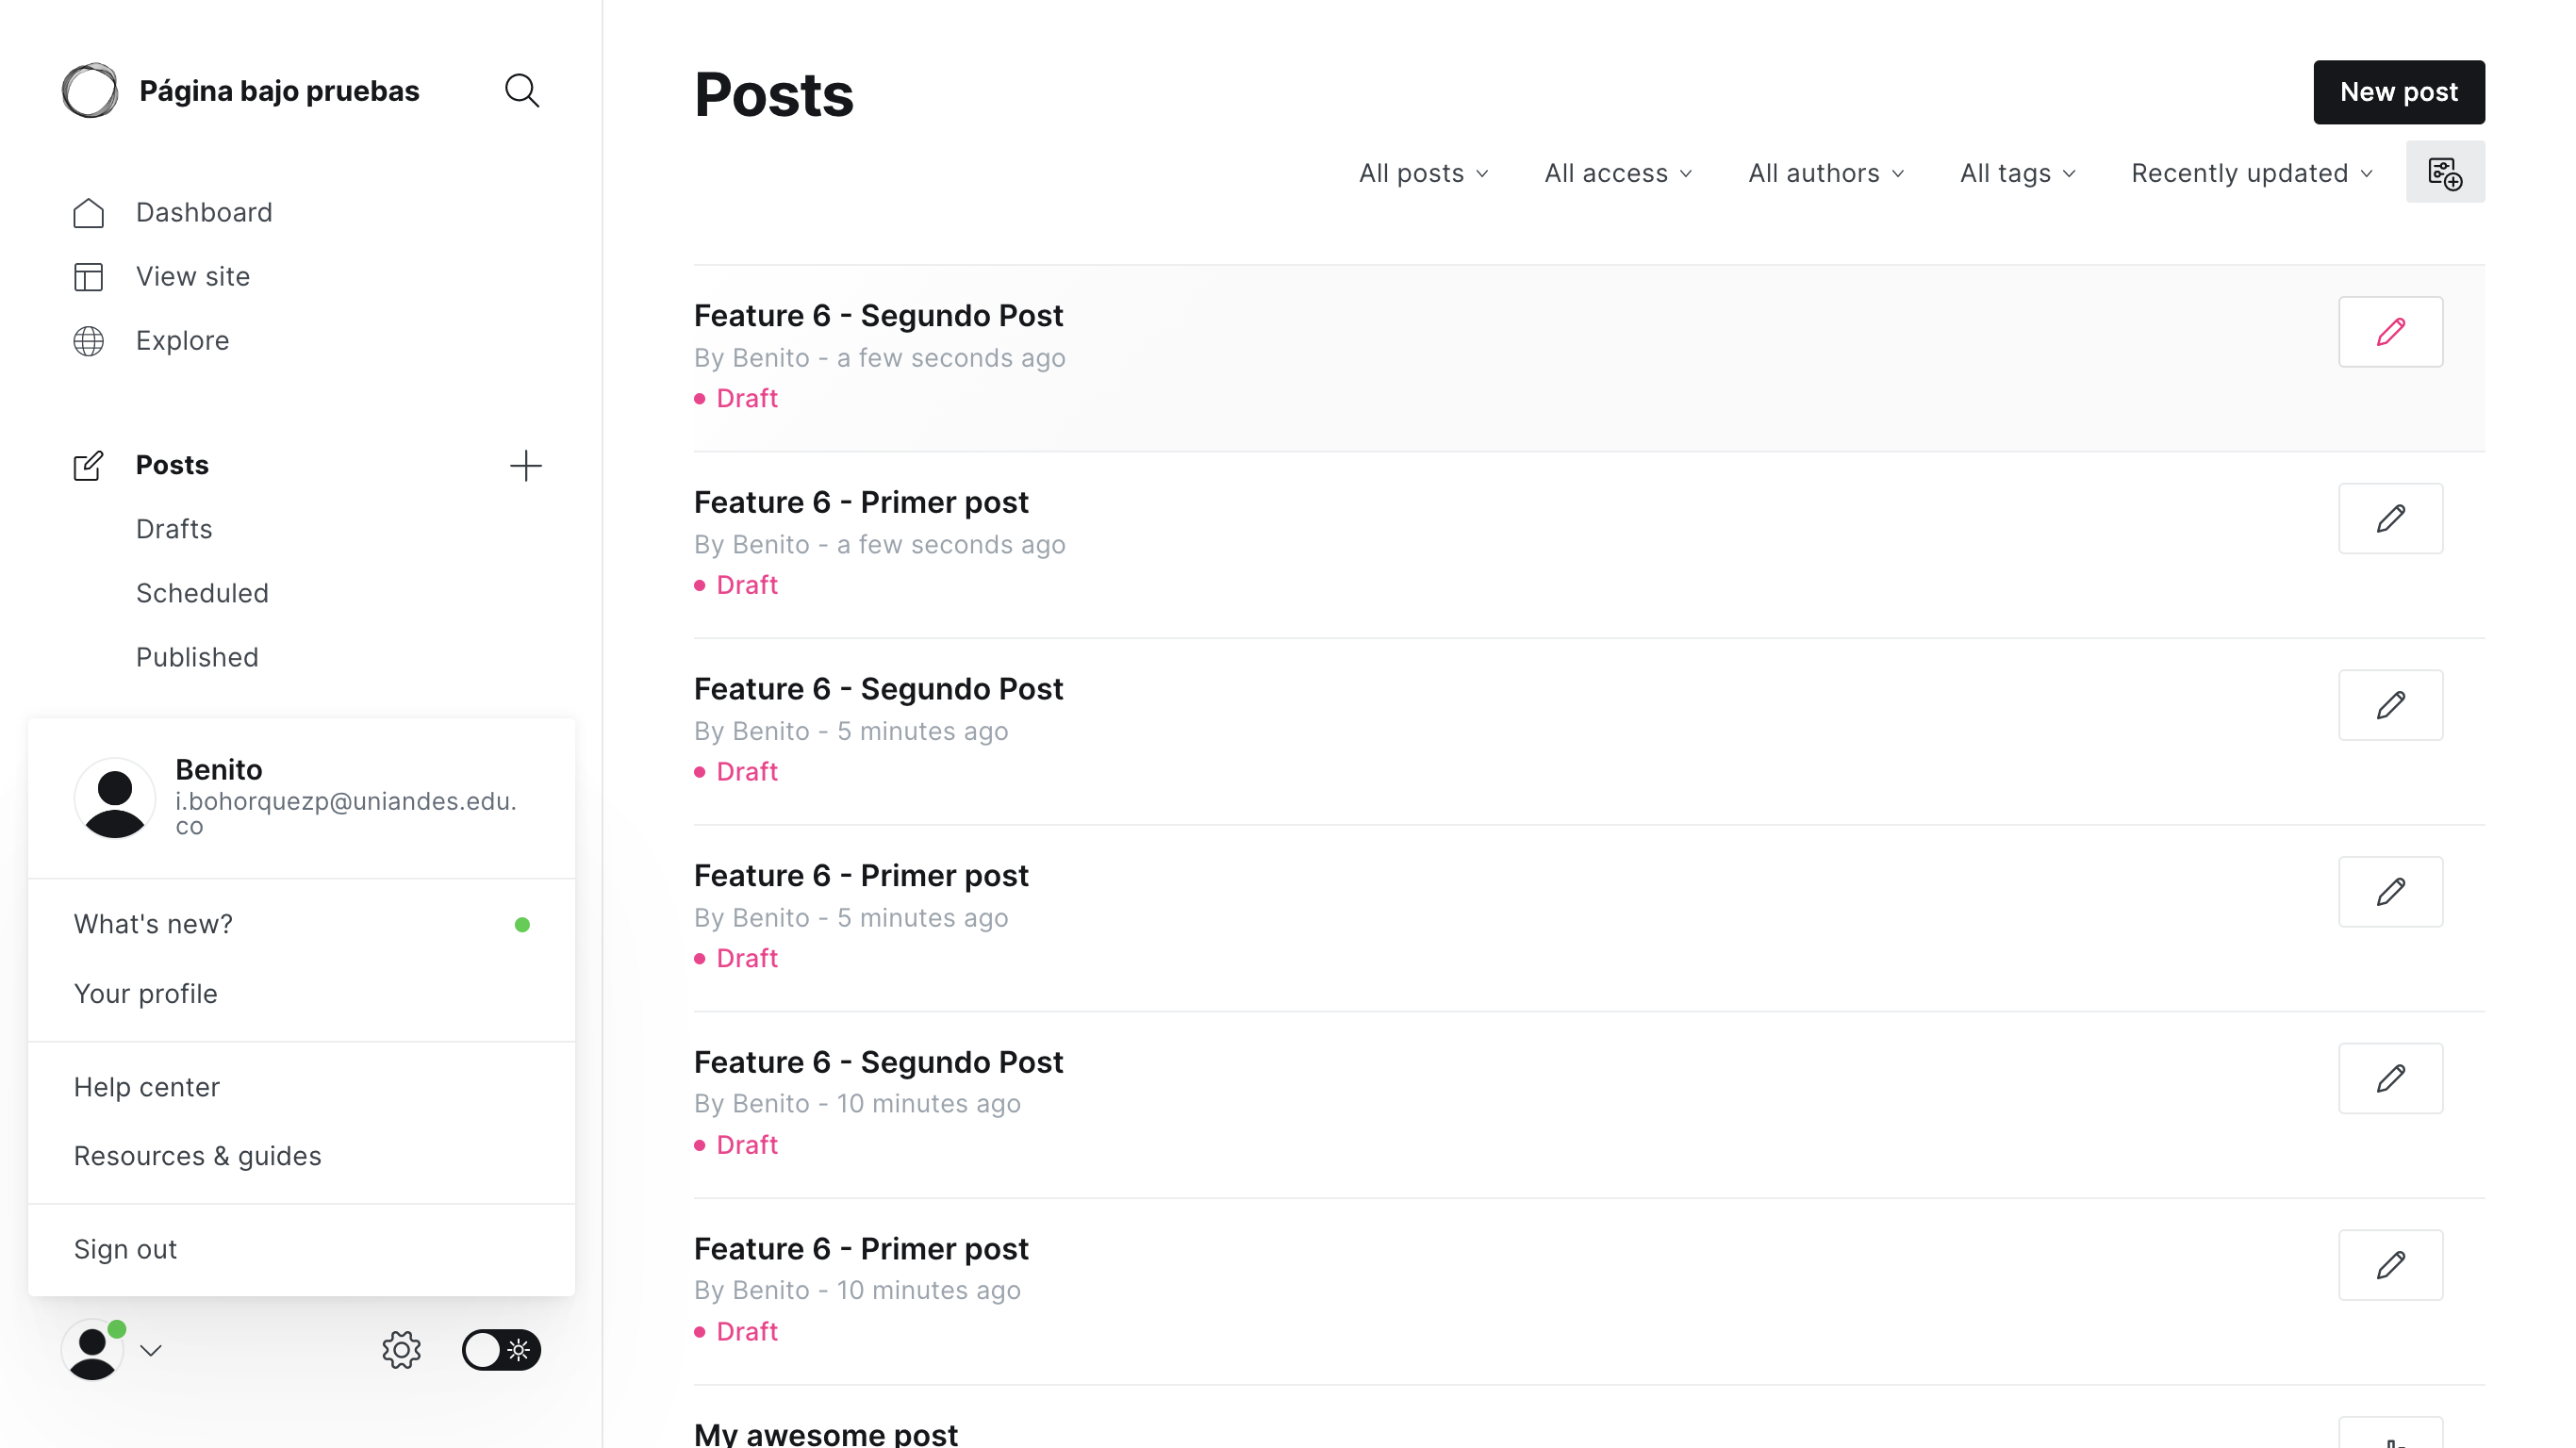 Página bajo pruebas
Dashboard
View site
Explore
Posts
Drafts
Scheduled
Published
Benito
i.bohorquezp@uniandes.edu.
co
What's new?
Your profile
Help center
Resources & guides
Sign out
Posts
New post
All posts
All access
All authors
All tags
Recently updated
Feature 6 - Segundo Post
By Benito - a few seconds ago
Draft
Feature 6 - Primer post
By Benito - a few seconds ago
Draft
Feature 6 - Segundo Post
By Benito - 5 minutes ago
Draft
Feature 6 - Primer post
By Benito - 5 minutes ago
Draft
Feature 6 - Segundo Post
By Benito - 10 minutes ago
Draft
Feature 6 - Primer post
By Benito - 10 minutes ago
Draft
My awesome post